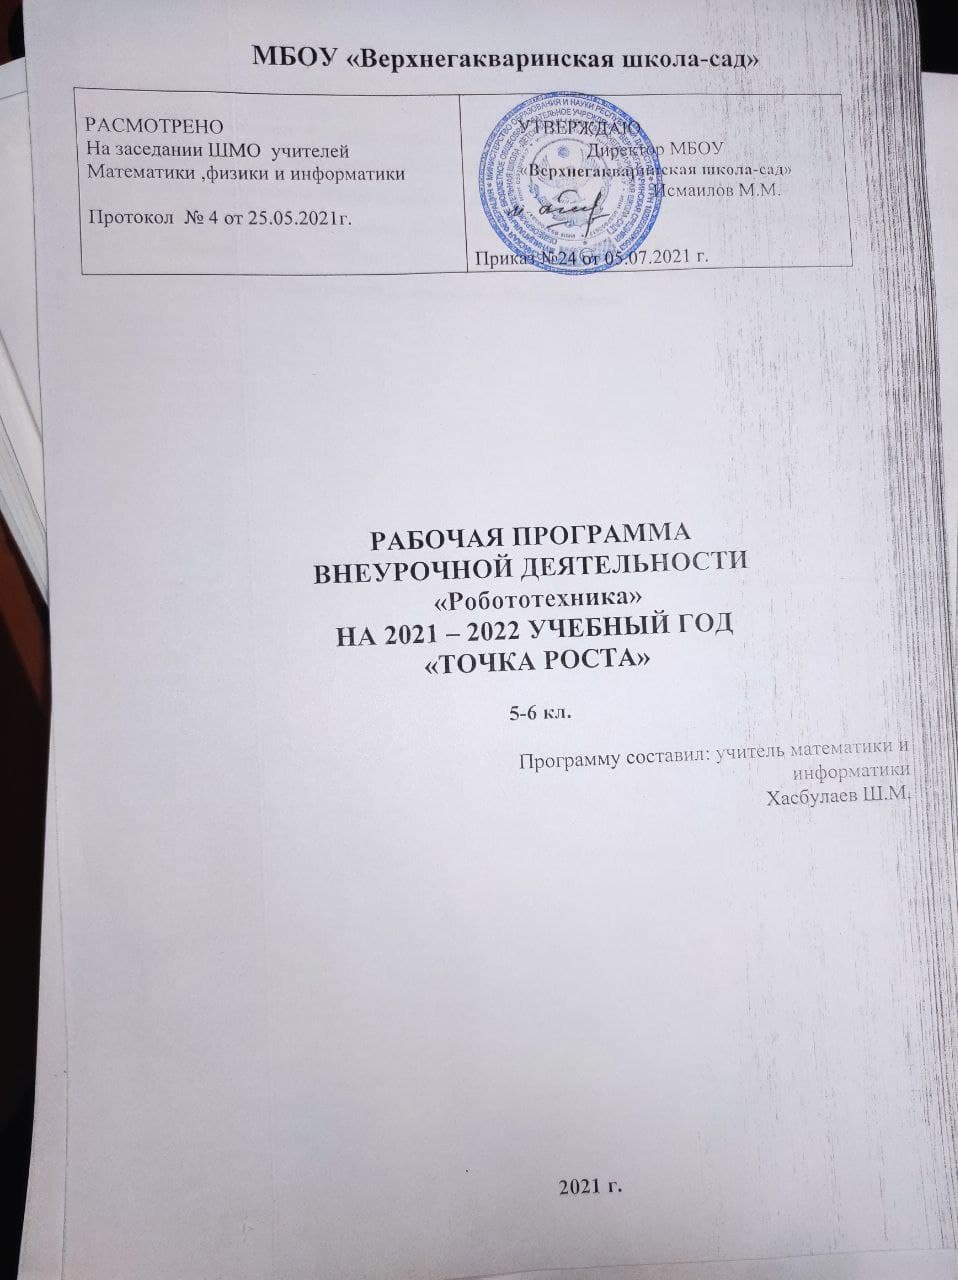 МБОУ «Верхнегакваринская школа-сад»
РАСМОТРЕНО
На заседании ШМО учителей
Математики ,физики и информатики
Протокол № 4 от 25.05.2021г.
УТВЕРЖДАЮ
Директор МБОУ
«Верхнегакваринская школа-сад»
Исмаилов М.М.
Приказ №24 от 05.07.2021 г.
РАБОЧАЯ ПРОГРАММА
ВНЕУРОЧНОЙ ДЕЯТЕЛЬНОСТИ
«Робототехника»
НА 2021 – 2022 УЧЕБНЫЙ ГОД
«ТОЧКА РОСТА»
5-6 кл.
Программу составил: учитель математики и
информатики
Хасбулаев Ш.М.
2021 г.